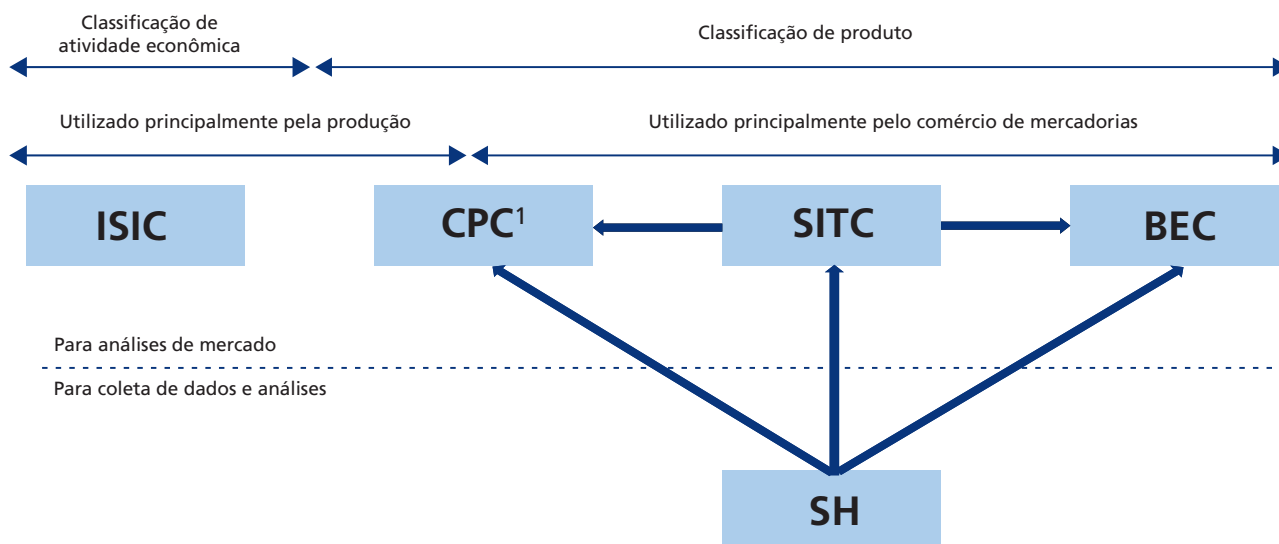 Classificação de
atividade econômica
Classificação de produto
Utilizado principalmente pela produção
Utilizado principalmente pelo comércio de mercadorias
ISIC
CPC¹
SITC
BEC
Para análises de mercado
Para coleta de dados e análises
SH